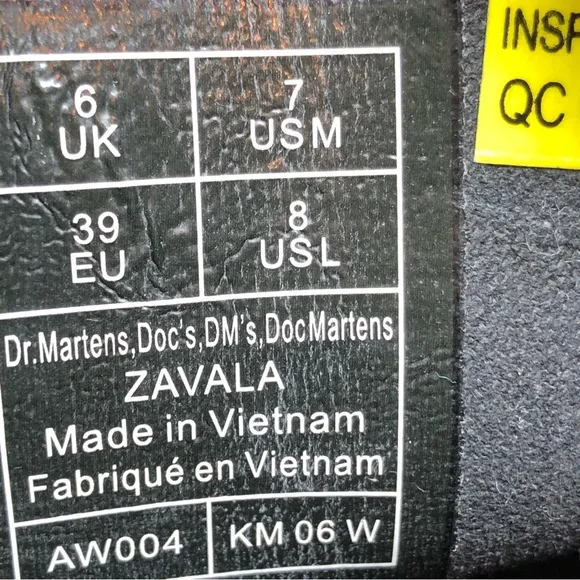 6
UK
7
USM
39
EU
8
USL
Dr.Martens,Doc's,DM's,DocMartens
ZAVALA
Made in Vietnam
Fabriqué en Vietnam
AW004
KM 06 W
QC